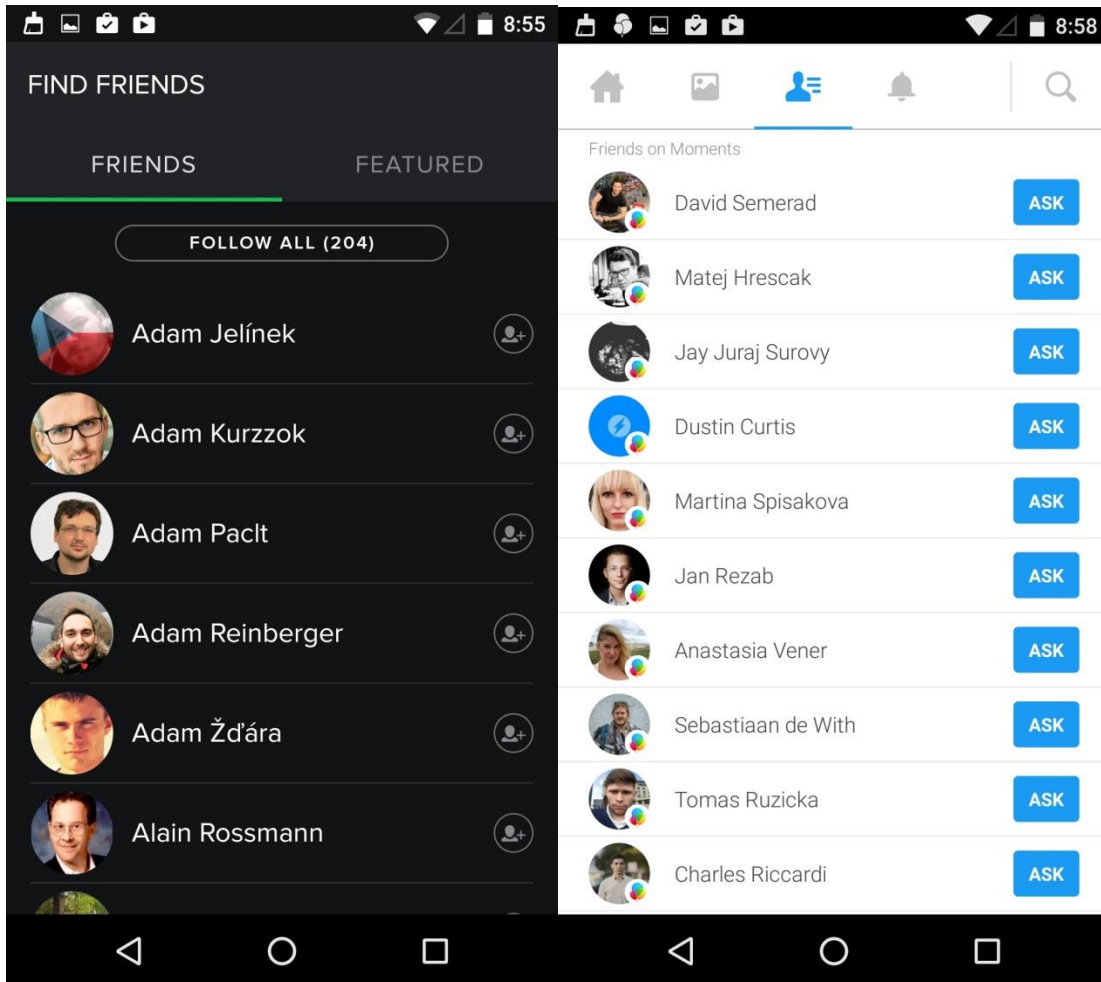 8:55
FIND FRIENDS
FRIENDS FEATURED
FOLLOW ALL (204)
Adam Jelínek
Adam Kurzzok
Adam Paclt
Adam Reinberger
Adam Žďára
Alain Rossmann
8:58
Friends on Moments
David Semerad ASK
Matej Hrescak ASK
Jay Juraj Surovy ASK
Dustin Curtis ASK
Martina Spisakova ASK
Jan Rezab ASK
Anastasia Vener ASK
Sebastiaan de With ASK
Tomas Ruzicka ASK
Charles Riccardi ASK